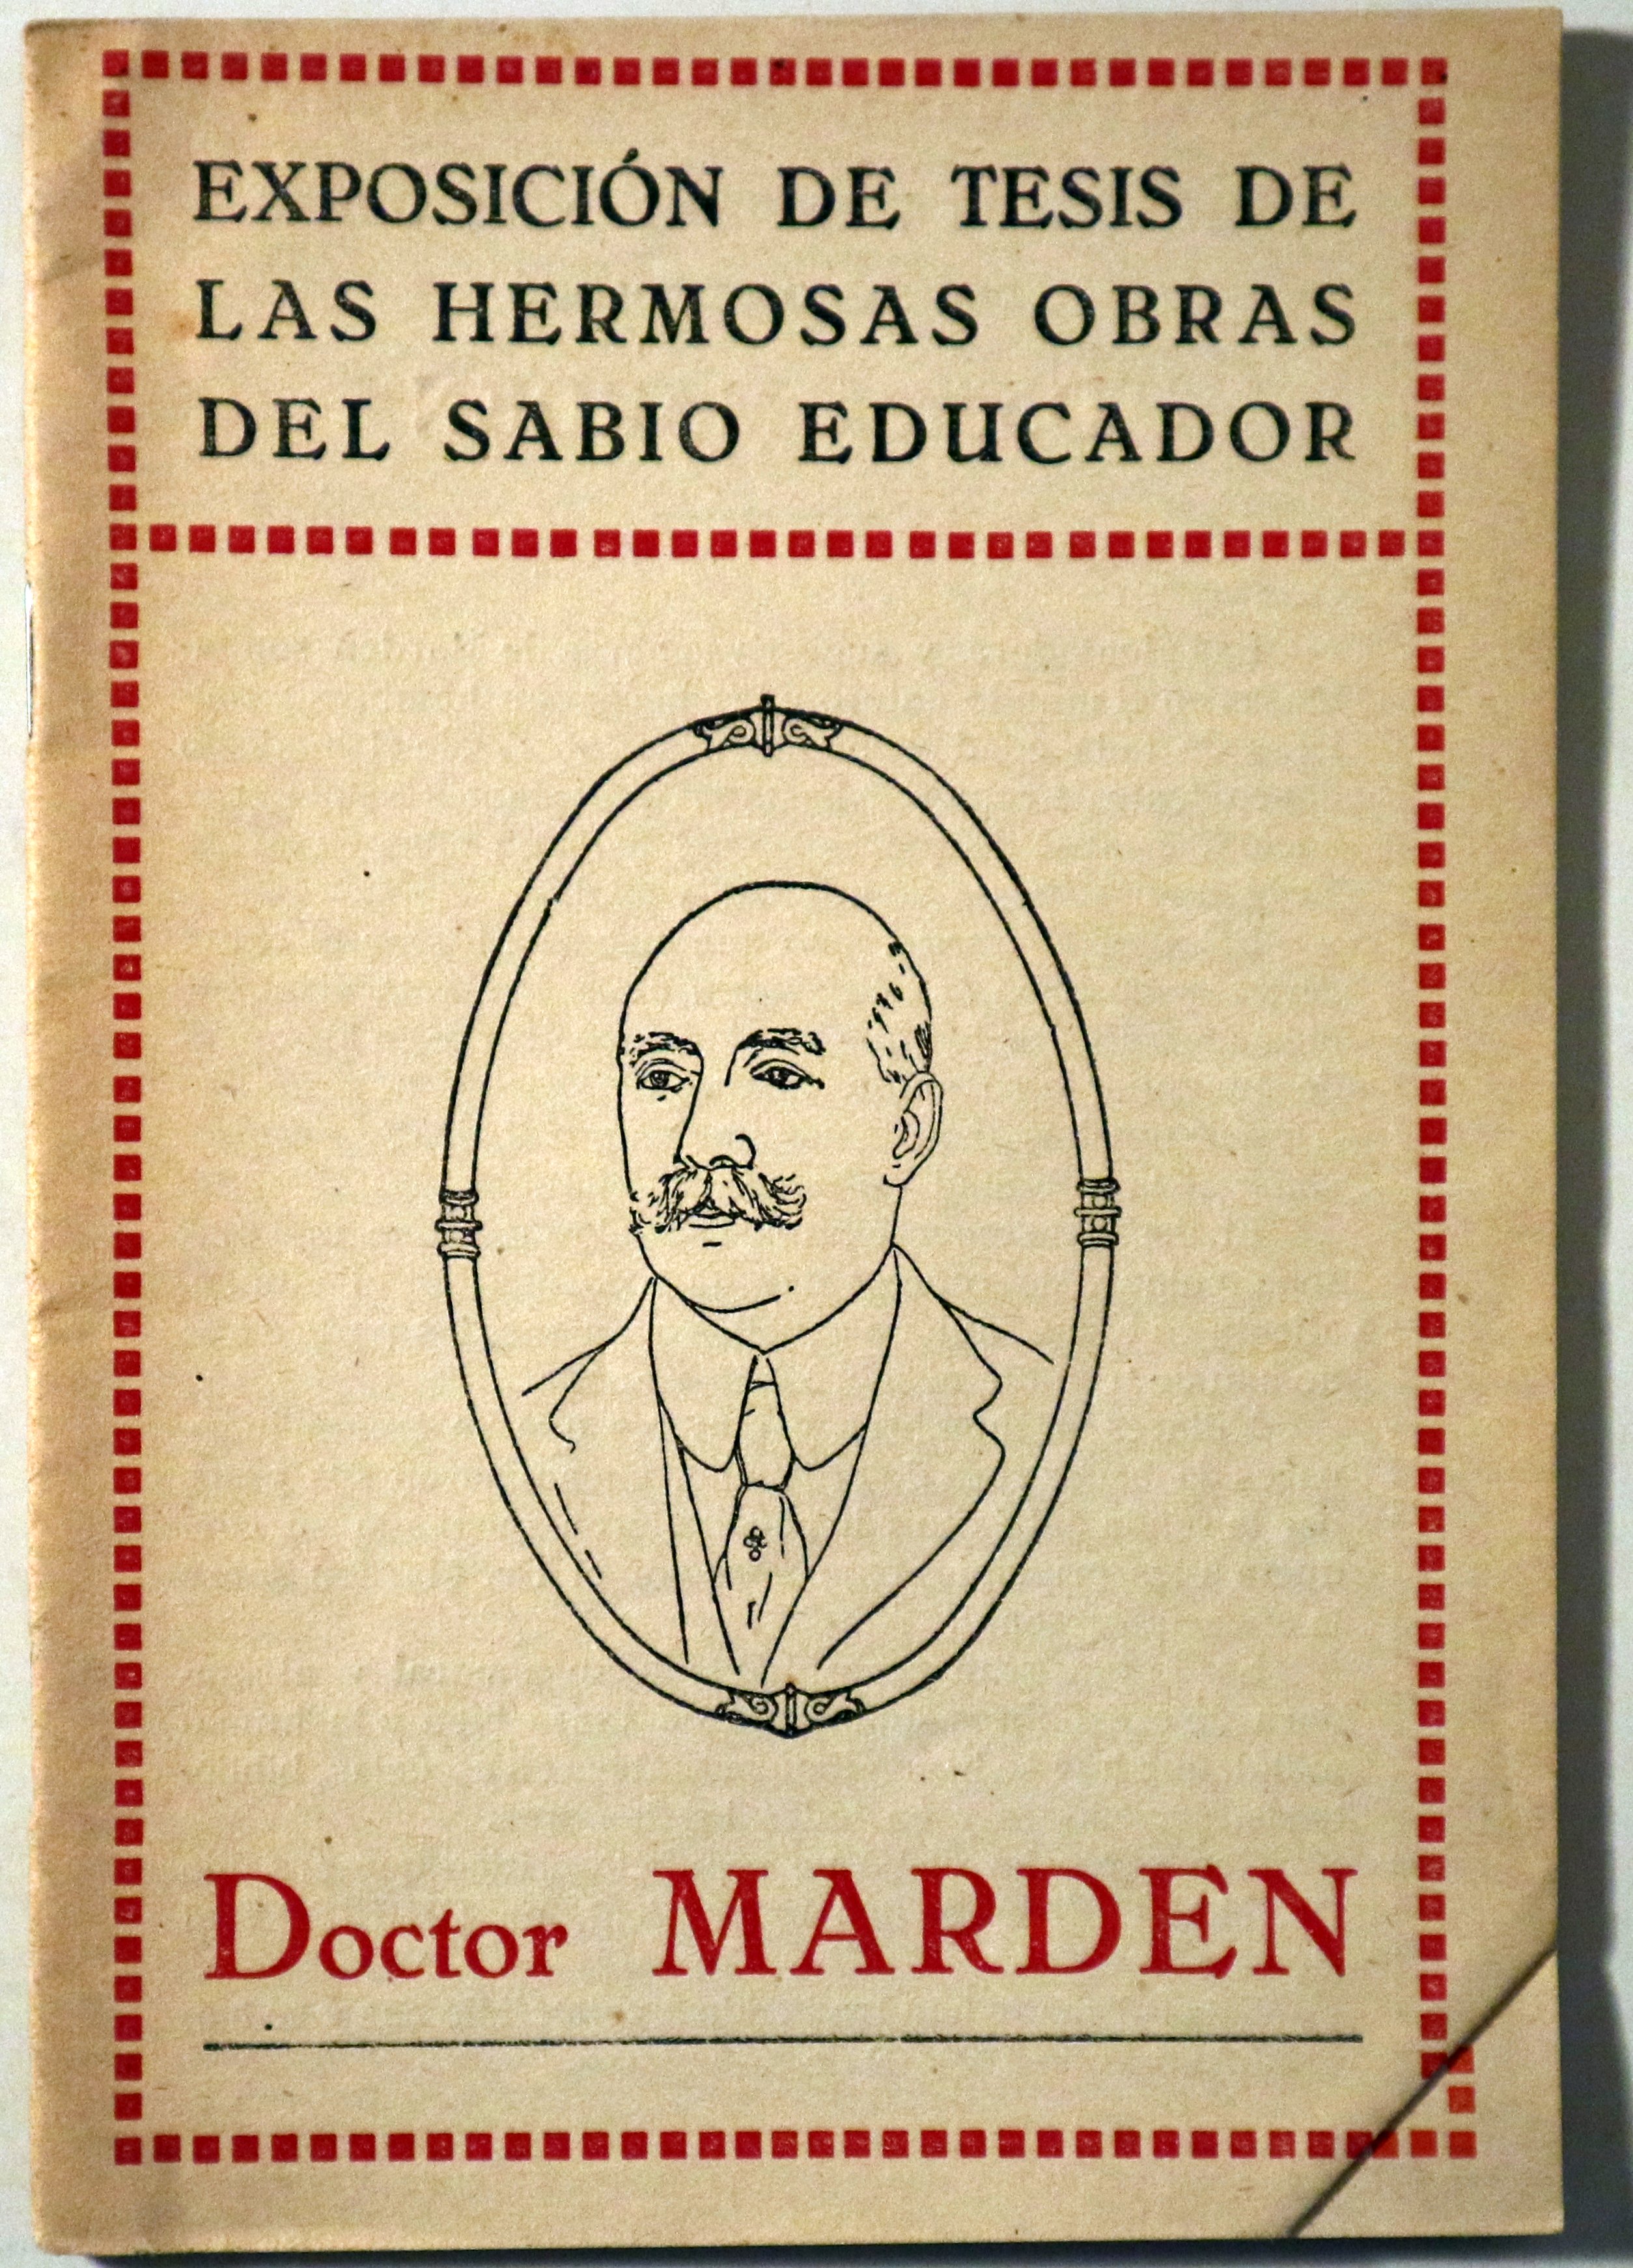 EXPOSICIÓN DE TESIS DE
LAS HERMOSAS OBRAS
DEL SABIO EDUCADOR
Doctor MARDEN